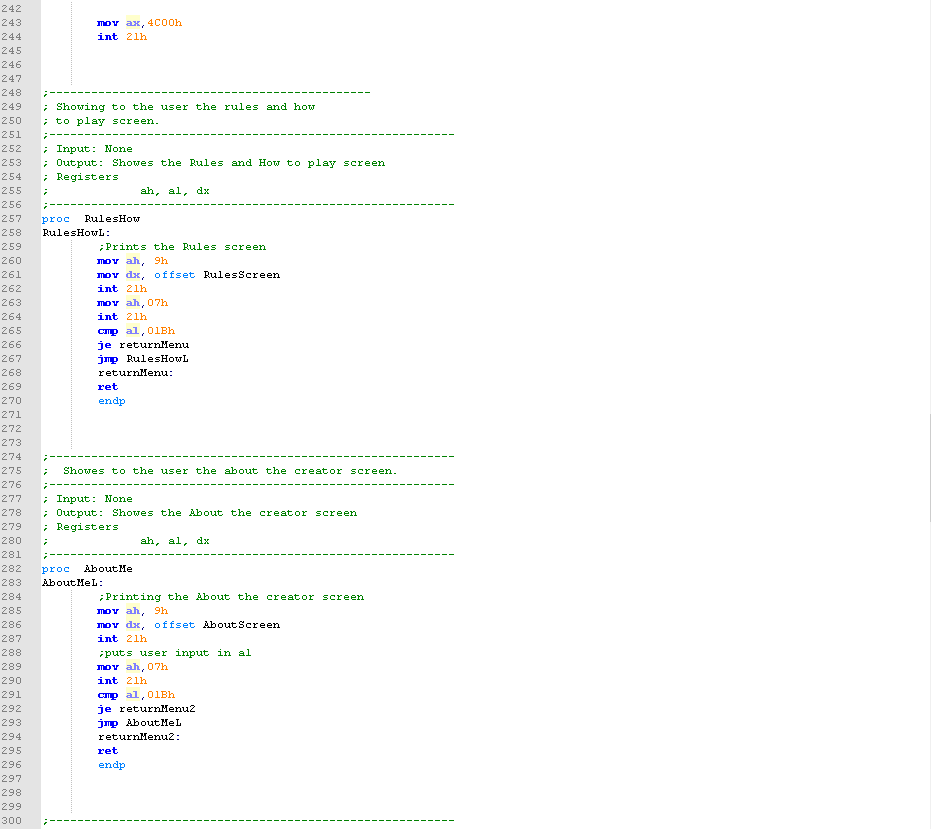 242
243 mov ax,4C00h
244 int 21h
245
246
247
248 ;----------------------------------------------
249 ; Showing to the user the rules and how
250 ; to play screen.
251 ;----------------------------------------------------------
252 ; Input: None
253 ; Output: Showes the Rules and How to play screen
254 ; Registers
255 ; ah, al, dx
256 ;----------------------------------------------------------
257 proc RulesHow
258 RulesHowL:
259 ;Prints the Rules screen
260 mov ah, 9h
261 mov dx, offset RulesScreen
262 int 21h
263 mov ah,07h
264 int 21h
265 cmp al,01Bh
266 je returnMenu
267 jmp RulesHowL
268 returnMenu:
269 ret
270 endp
271
272
273
274 ;----------------------------------------------------------
275 ; Showes to the user the about the creator screen.
276 ;----------------------------------------------------------
277 ; Input: None
278 ; Output: Showes the About the creator screen
279 ; Registers
280 ; ah, al, dx
281 ;----------------------------------------------------------
282 proc AboutMe
283 AboutMeL:
284 ;Printing the About the creator screen
285 mov ah, 9h
286 mov dx, offset AboutScreen
287 int 21h
288 ;puts user input in al
289 mov ah,07h
290 int 21h
291 cmp al,01Bh
292 je returnMenu2
293 jmp AboutMeL
294 returnMenu2:
295 ret
296 endp
297
298
299
300 ;----------------------------------------------------------